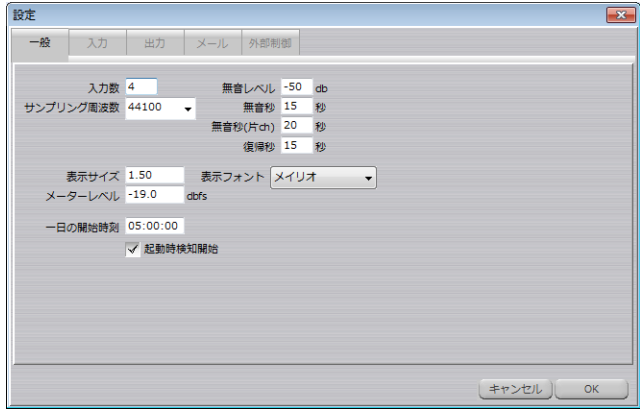 設定
一般 入力 出力 メール 外部制御
入力数 4 無音レベル -50 db
サンプリング周波数 44100 無音秒 15 秒
無音秒(片ch) 20 秒
復帰秒 15 秒
表示サイズ 1.50 表示フォント メイリオ
メーターレベル -19.0 dbfs
一日の開始時刻 05:00:00
起動時検知開始
キャンセル OK